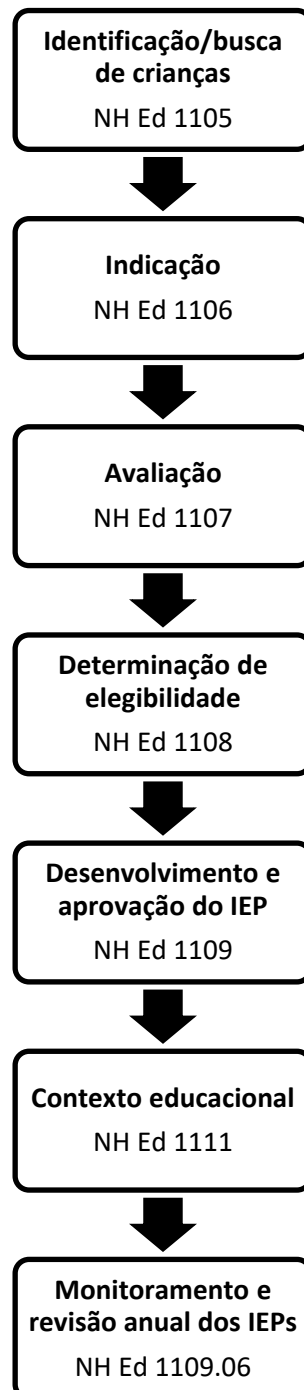 Identificação/busca
de crianças
NH Ed 1105
Indicação
NH Ed 1106
Avaliação
NH Ed 1107
Determinação de
elegibilidade
NH Ed 1108
Desenvolvimento e
aprovação do IEP
NH Ed 1109
Contexto educacional
NH Ed 1111
Monitoramento e
revisão anual dos IEPs
NH Ed 1109.06